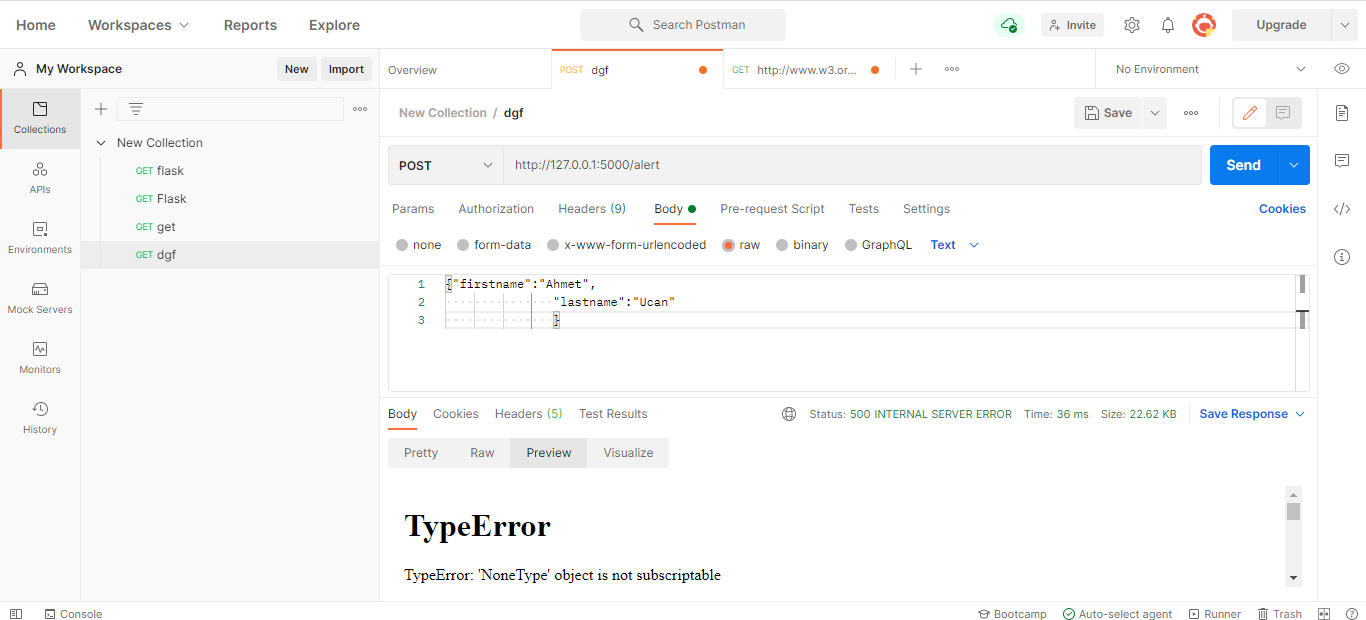 Home Workspaces Reports Explore Search Postman Invite Upgrade
My Workspace New Import Overview POST dgf GET http://www.w3.or... No Environment
New Collection / dgf Save
Collections
New Collection
GET flask
GET Flask
GET get
GET dgf
APIs
Environments
Mock Servers
Monitors
History
POST http://127.0.0.1:5000/alert Send
Params Authorization Headers (9) Body Pre-request Script Tests Settings Cookies
none form-data x-www-form-urlencoded raw binary GraphQL Text
1 {"firstname":"Ahmet",
2 "lastname":"Ucan"
3 }
Body Cookies Headers (5) Test Results Status: 500 INTERNAL SERVER ERROR Time: 36 ms Size: 22.62 KB Save Response
Pretty Raw Preview Visualize
TypeError
TypeError: 'NoneType' object is not subscriptable
Console Bootcamp Auto-select agent Runner Trash